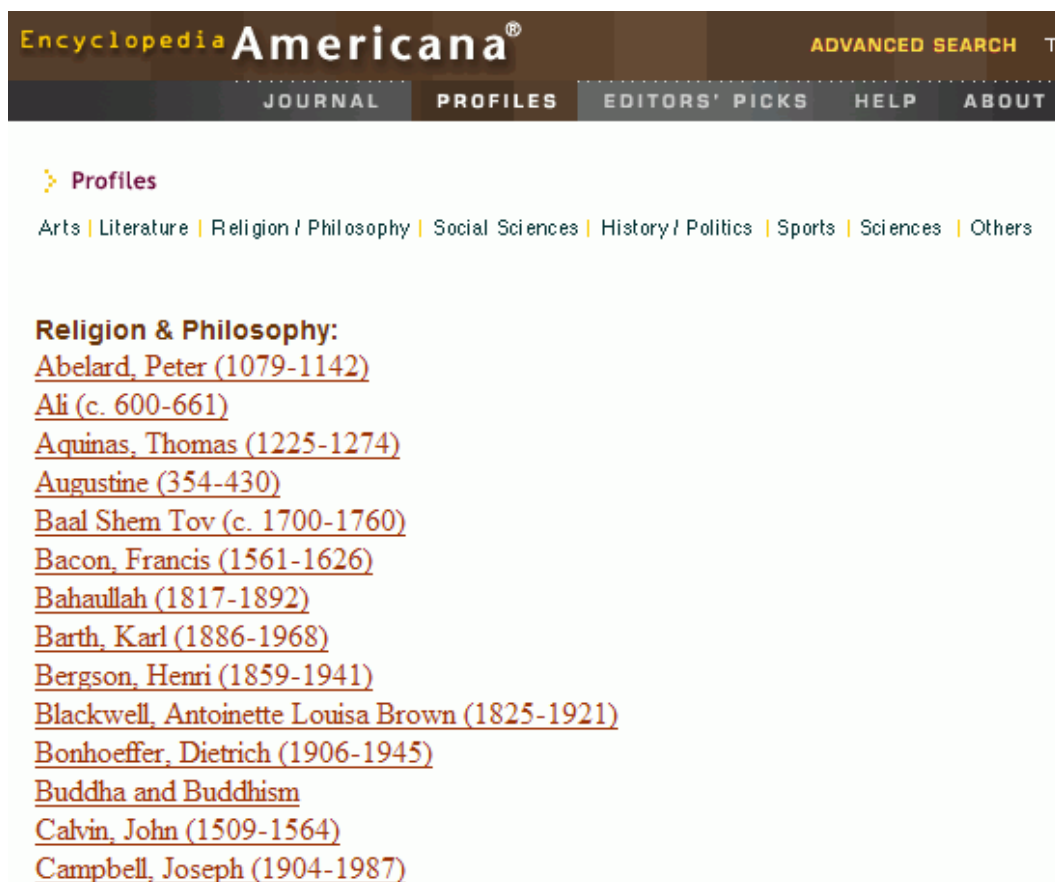 Encyclopedia Americana®
ADVANCED SEARCH
JOURNAL PROFILES EDITORS' PICKS HELP ABOUT
Profiles
Arts | Literature | Religion / Philosophy | Social Sciences | History / Politics | Sports | Sciences | Others
Religion & Philosophy:
Abelard, Peter (1079-1142)
Ali (c. 600-661)
Aquinas, Thomas (1225-1274)
Augustine (354-430)
Baal Shem Tov (c. 1700-1760)
Bacon, Francis (1561-1626)
Bahaullah (1817-1892)
Barth, Karl (1886-1968)
Bergson, Henri (1859-1941)
Blackwell, Antoinette Louisa Brown (1825-1921)
Bonhoeffer, Dietrich (1906-1945)
Buddha and Buddhism
Calvin, John (1509-1564)
Campbell, Joseph (1904-1987)